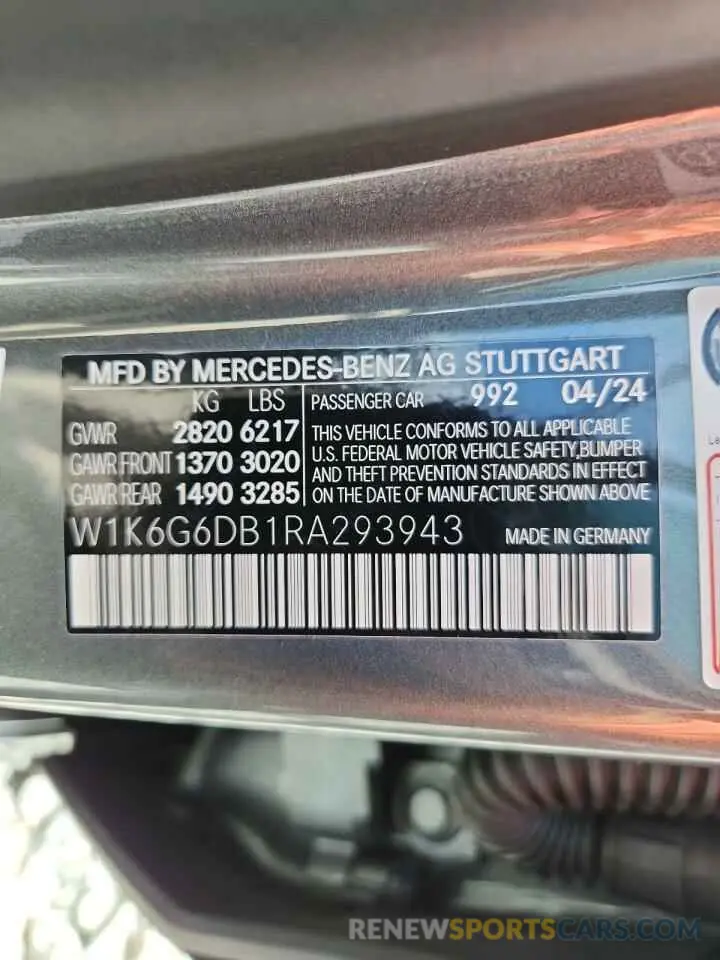 MFD BY MERCEDES-BENZ AG STUTTGART
KG LBS
GVWR 2820 6217
GAWR FRONT 1370 3020
GAWR REAR 1490 3285
PASSENGER CAR 992 04/24
THIS VEHICLE CONFORMS TO ALL APPLICABLE
U.S. FEDERAL MOTOR VEHICLE SAFETY,BUMPER
AND THEFT PREVENTION STANDARDS IN EFFECT
ON THE DATE OF MANUFACTURE SHOWN ABOVE
W1K6G6DB1RA293943 MADE IN GERMANY
RENEWSPORTSCARS.COM